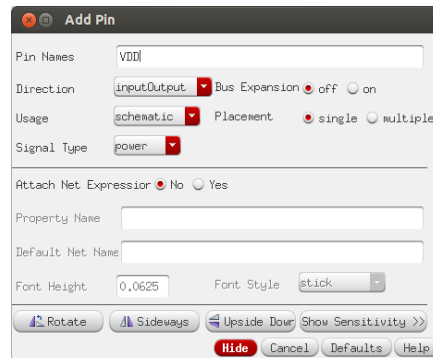 Add Pin
Pin Names VDD
Direction inputOutput Bus Expansion off on
Usage schematic Placement single multiple
Signal Type power
Attach Net Expression No Yes
Property Name
Default Net Name
Font Height 0.0625 Font Style stick
Rotate Sideways Upside Down Show Sensitivity >>
Hide Cancel Defaults Help